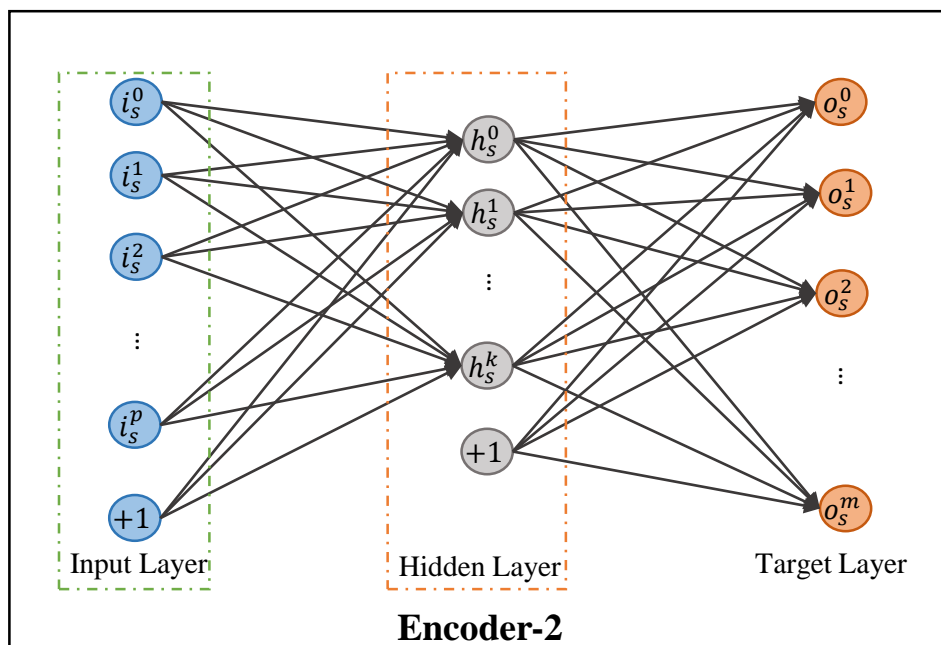 i_s^0
i_s^1
i_s^2
⋮
i_s^p
+1
Input Layer
h_s^0
h_s^1
⋮
h_s^k
+1
Hidden Layer
o_s^0
o_s^1
o_s^2
⋮
o_s^m
Target Layer
Encoder-2